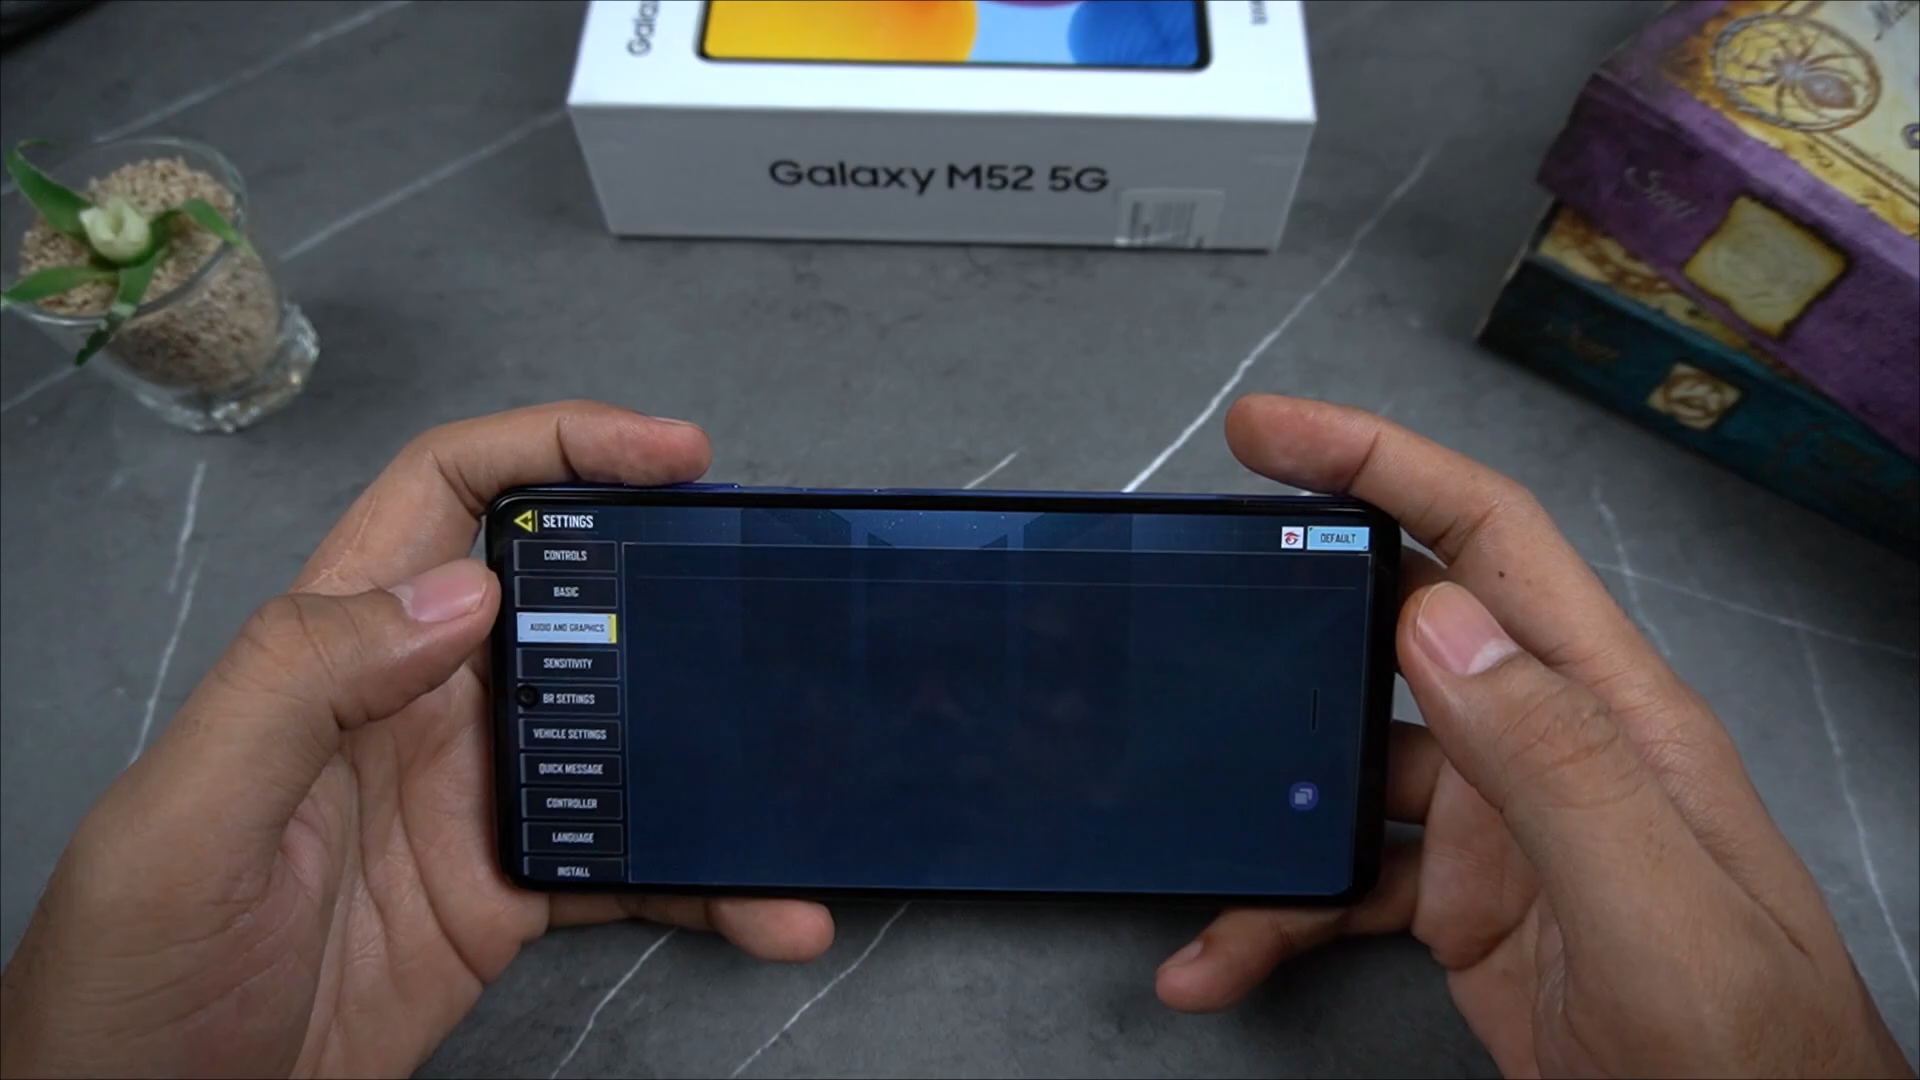 Galaxy M52 5G
SETTINGS
DEFAULT
CONTROLS
BASIC
AUDIO AND GRAPHICS
SENSITIVITY
BR SETTINGS
VEHICLE SETTINGS
QUICK MESSAGE
CONTROLLER
LANGUAGE
INSTALL